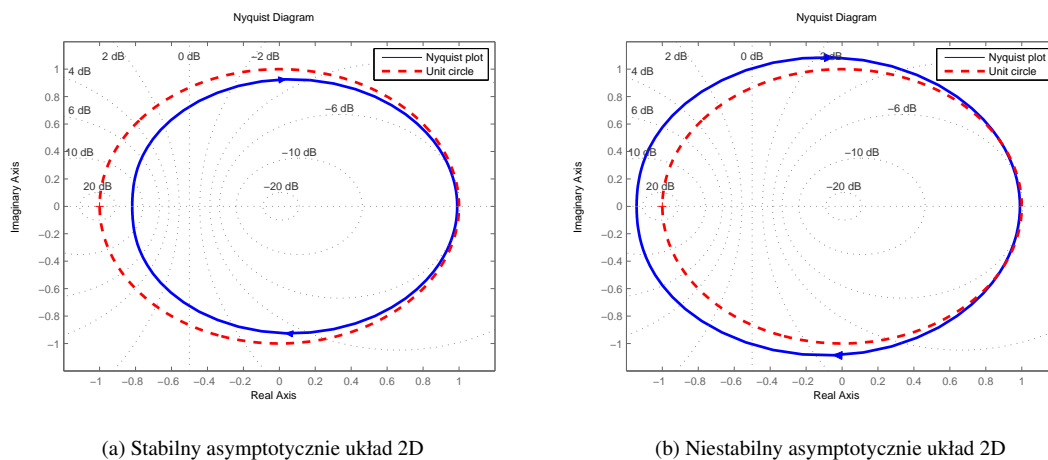 Nyquist Diagram
2 dB
0 dB
−2 dB
4 dB
6 dB
−6 dB
10 dB
−10 dB
20 dB
−20 dB
Nyquist plot
Unit circle
1
0.8
0.6
0.4
0.2
0
−0.2
−0.4
−0.6
−0.8
−1
Imaginary Axis
−1 −0.8 −0.6 −0.4 −0.2 0 0.2 0.4 0.6 0.8 1
Real Axis
(a) Stabilny asymptotycznie układ 2D
Nyquist Diagram
2 dB
0 dB
4 dB
6 dB
−6 dB
10 dB
−10 dB
20 dB
−20 dB
Nyquist plot
Unit circle
1
0.8
0.6
0.4
0.2
0
−0.2
−0.4
−0.6
−0.8
−1
Imaginary Axis
−1 −0.8 −0.6 −0.4 −0.2 0 0.2 0.4 0.6 0.8 1
Real Axis
(b) Niestabilny asymptotycznie układ 2D